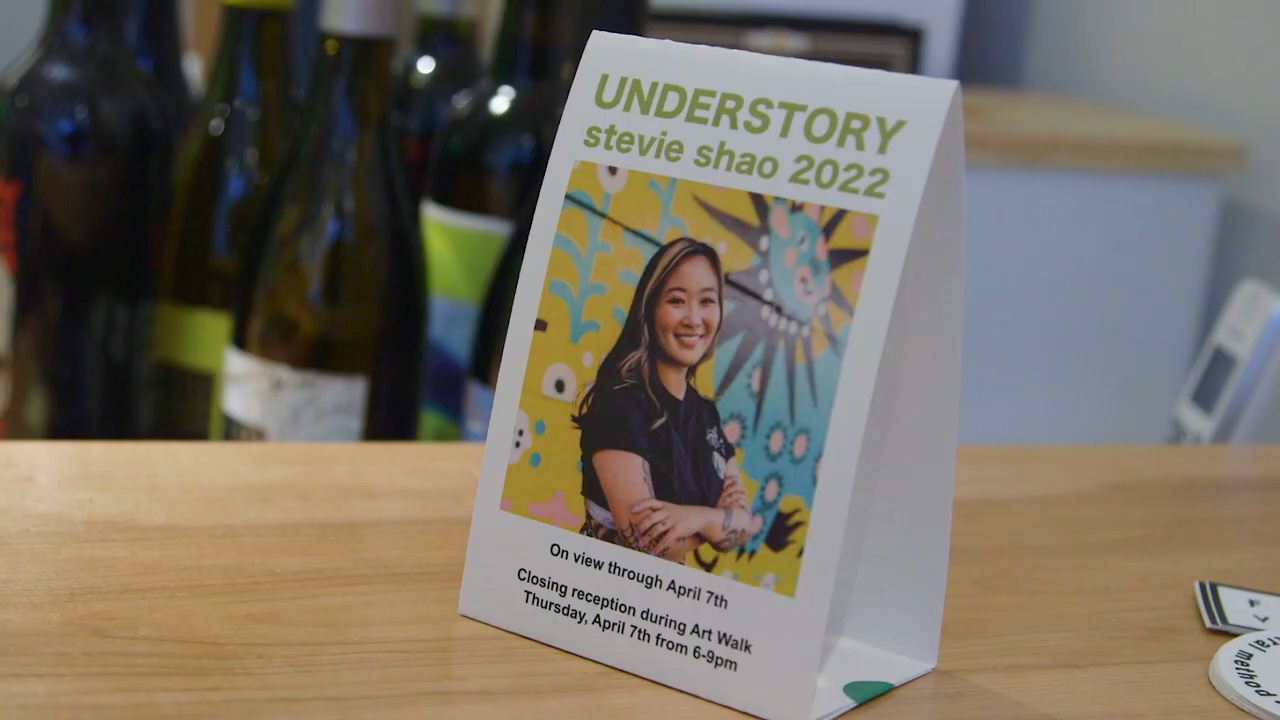 UNDERSTORY
stevie shao 2022
On view through April 7th
Closing reception during Art Walk
Thursday, April 7th from 6-9pm
method